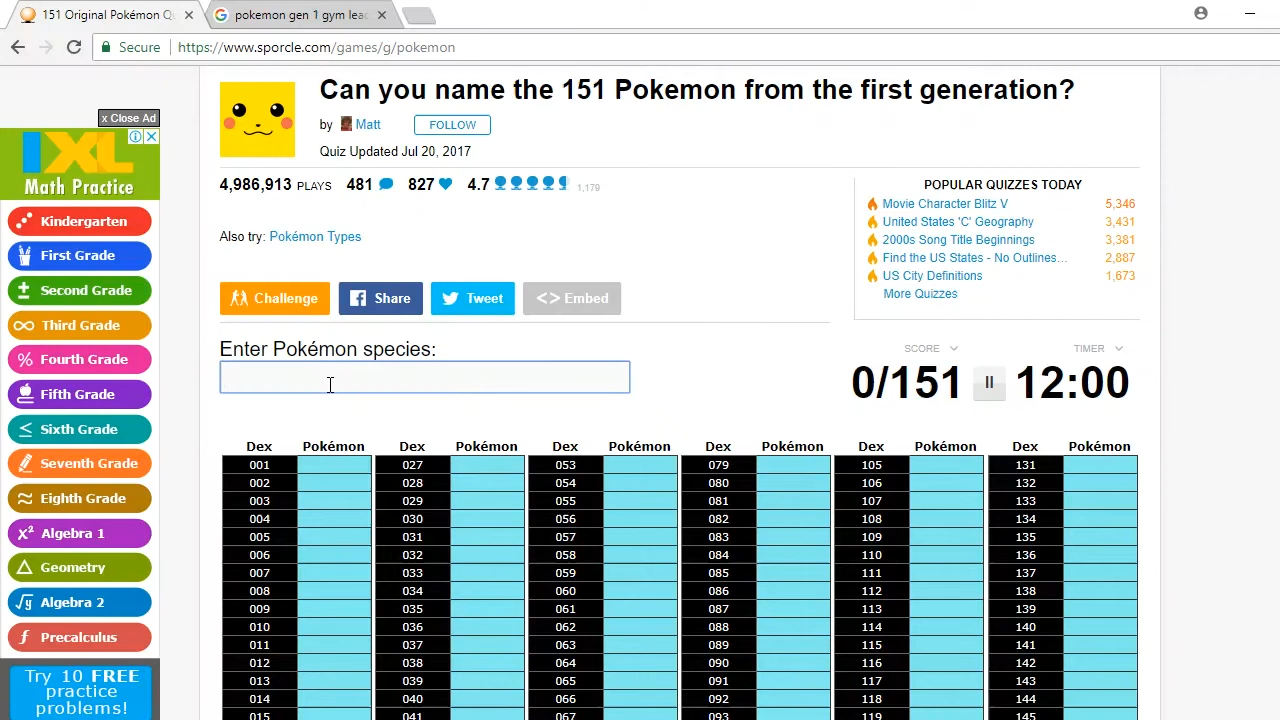 151 Original Pokémon Qu
pokemon gen 1 gym lead
Secure
https://www.sporcle.com/games/g/pokemon
x Close Ad
IXL
Math Practice
Kindergarten
First Grade
Second Grade
Third Grade
Fourth Grade
Fifth Grade
Sixth Grade
Seventh Grade
Eighth Grade
Algebra 1
Geometry
Algebra 2
Precalculus
Try 10 FREE
practice
problems!
Can you name the 151 Pokemon from the first generation?
by Matt FOLLOW
Quiz Updated Jul 20, 2017
4,986,913 PLAYS 481 827 4.7 1,179
Also try: Pokémon Types
POPULAR QUIZZES TODAY
Movie Character Blitz V 5,346
United States 'C' Geography 3,431
2000s Song Title Beginnings 3,381
Find the US States - No Outlines... 2,887
US City Definitions 1,673
More Quizzes
Challenge Share Tweet <> Embed
Enter Pokémon species:
SCORE TIMER
0/151 12:00
Dex Pokémon Dex Pokémon Dex Pokémon Dex Pokémon Dex Pokémon Dex Pokémon
001 027 053 079 105 131
002 028 054 080 106 132
003 029 055 081 107 133
004 030 056 082 108 134
005 031 057 083 109 135
006 032 058 084 110 136
007 033 059 085 111 137
008 034 060 086 112 138
009 035 061 087 113 139
010 036 062 088 114 140
011 037 063 089 115 141
012 038 064 090 116 142
013 039 065 091 117 143
014 040 066 092 118 144
015 041 067 093 119 145